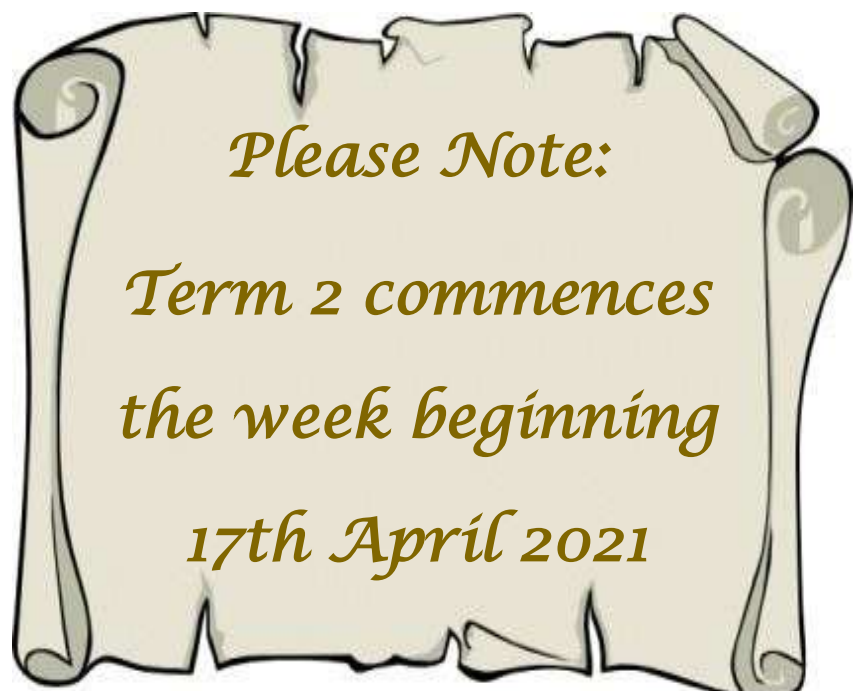 Please Note:
Term 2 commences
the week beginning
17th April 2021